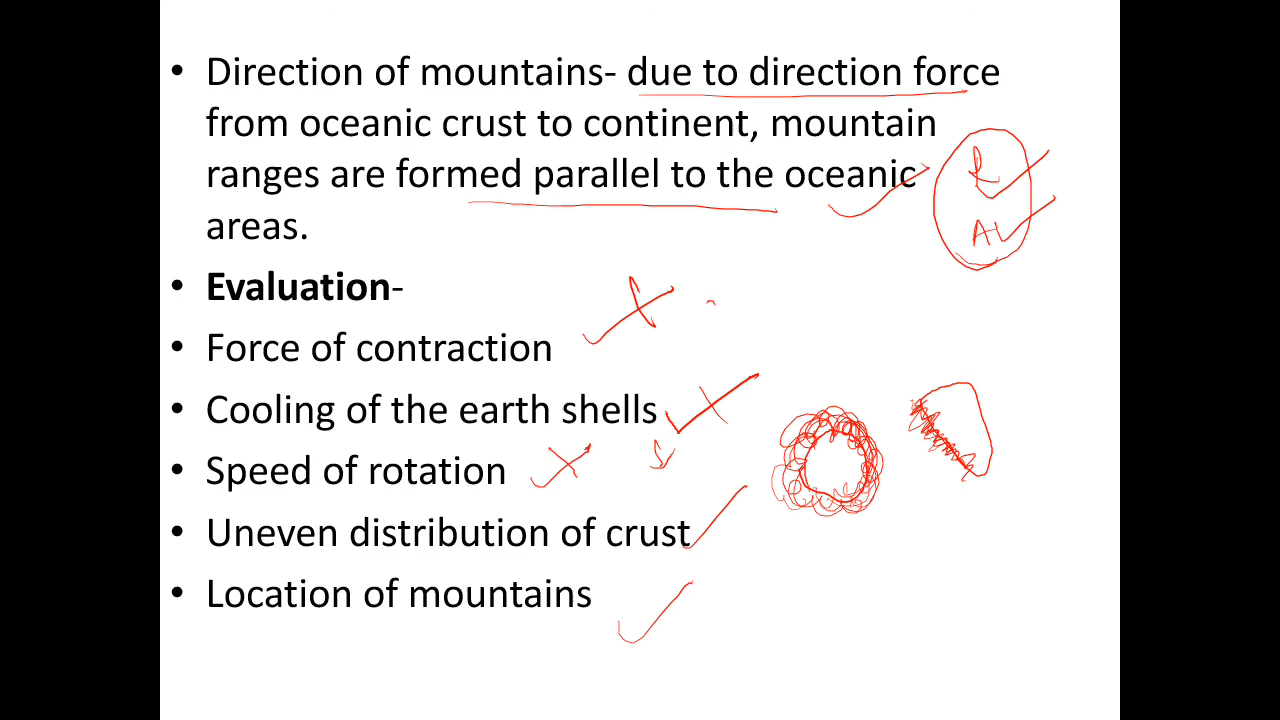 • Direction of mountains- due to direction force
from oceanic crust to continent, mountain
ranges are formed parallel to the oceanic
areas.
R
AL
• Evaluation-
• Force of contraction
• Cooling of the earth shells
• Speed of rotation
• Uneven distribution of crust
• Location of mountains